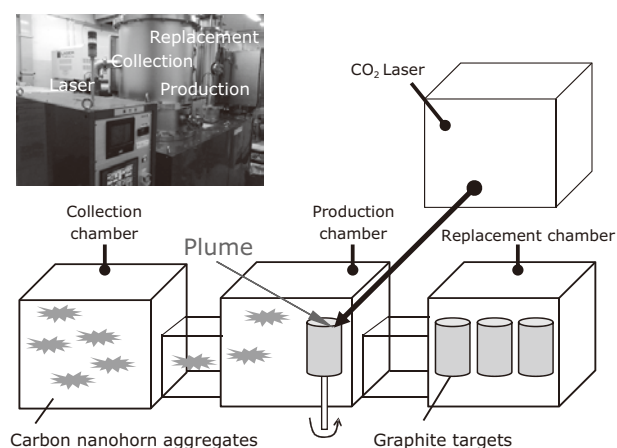 Replacement
Collection
Laser
Production
CO₂ Laser
Collection
chamber
Production
chamber
Replacement chamber
Plume
Carbon nanohorn aggregates
Graphite targets